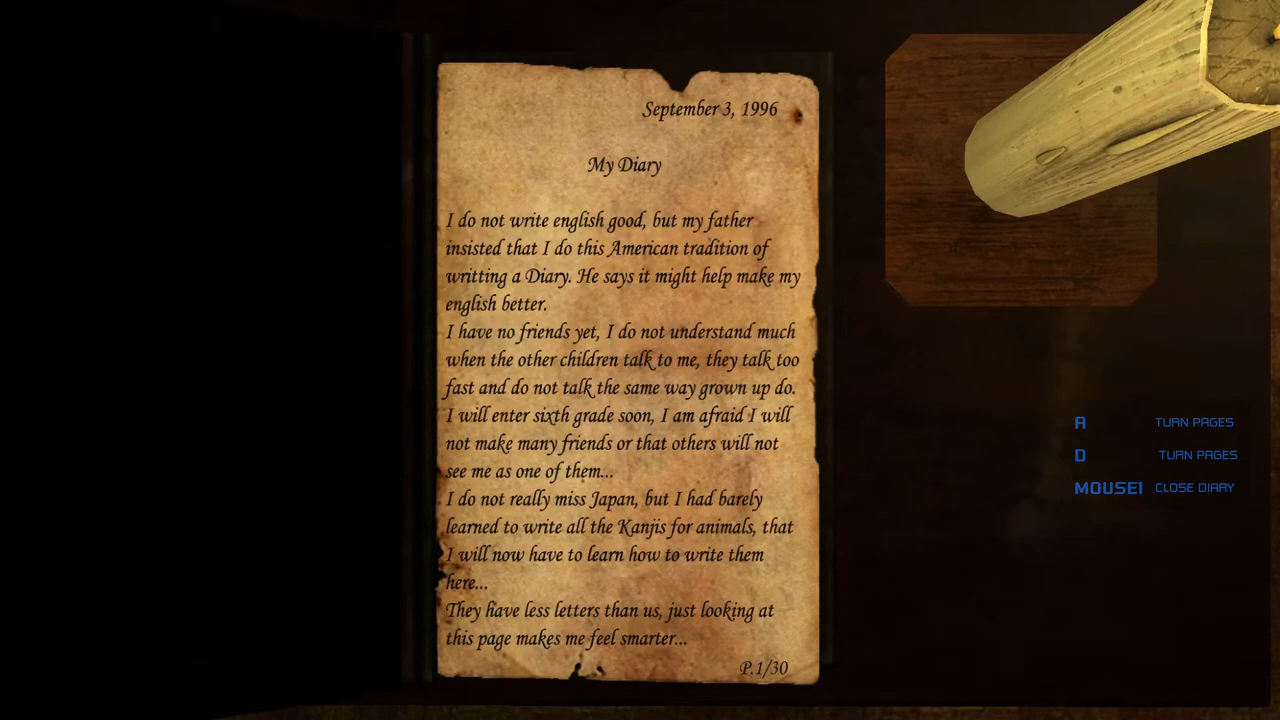 September 3, 1996
My Diary
I do not write english good, but my father
insisted that I do this American tradition of
writting a Diary. He says it might help make my
english better.
I have no friends yet, I do not understand much
when the other children talk to me, they talk too
fast and do not talk the same way grown up do.
I will enter sixth grade soon, I am afraid I will
not make many friends or that others will not
see me as one of them...
I do not really miss Japan, but I had barely
learned to write all the Kanjis for animals, that
I will now have to learn how to write them
here...
They have less letters than us, just looking at
this page makes me feel smarter...
P.1/30
A TURN PAGES
D TURN PAGES
MOUSE1 CLOSE DIARY